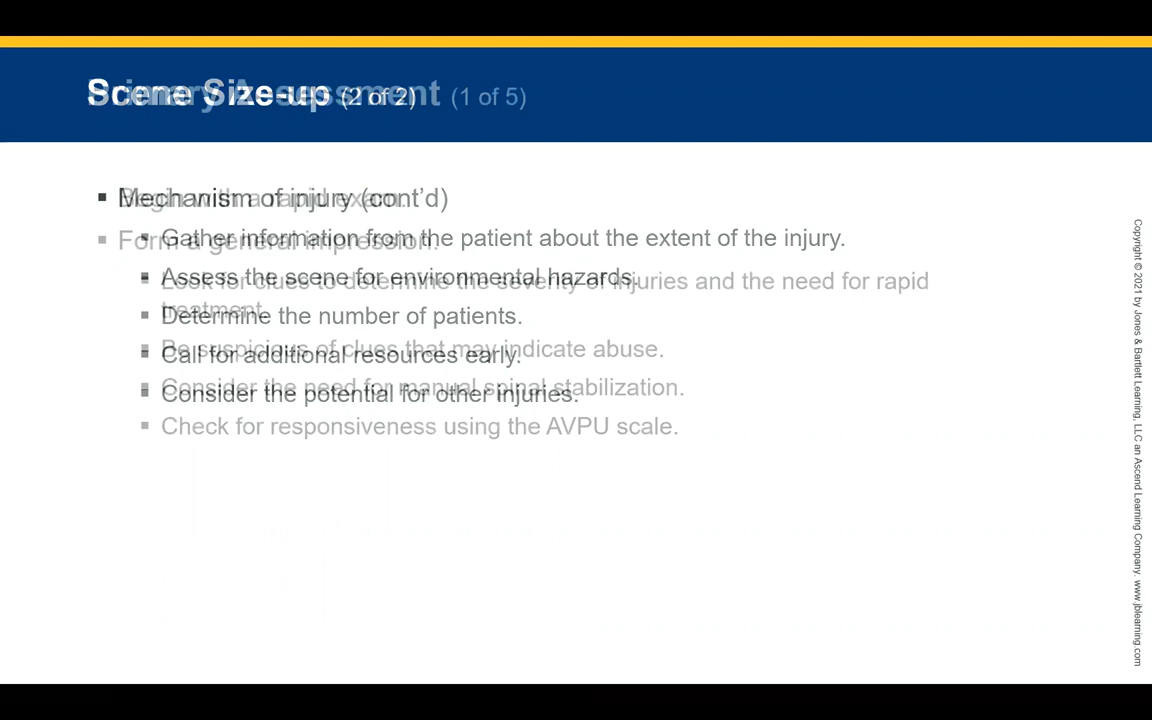 Scene Size-up (2 of 2)
Primary Assessment (1 of 5)
▪ Mechanism of injury (cont’d)
▪ Gather information from the patient about the extent of the injury.
▪ Assess the scene for environmental hazards.
▪ Determine the number of patients.
▪ Call for additional resources early.
▪ Consider the potential for other injuries.
▪ Begin with a rapid exam.
▪ Form a general impression.
▪ Look for clues to determine the severity of injuries and the need for rapid
treatment.
▪ Be suspicious of clues that may indicate abuse.
▪ Consider the need for manual spinal stabilization.
▪ Check for responsiveness using the AVPU scale.
Copyright © 2021 by Jones & Bartlett Learning, LLC an Ascend Learning Company. www.jblearning.com